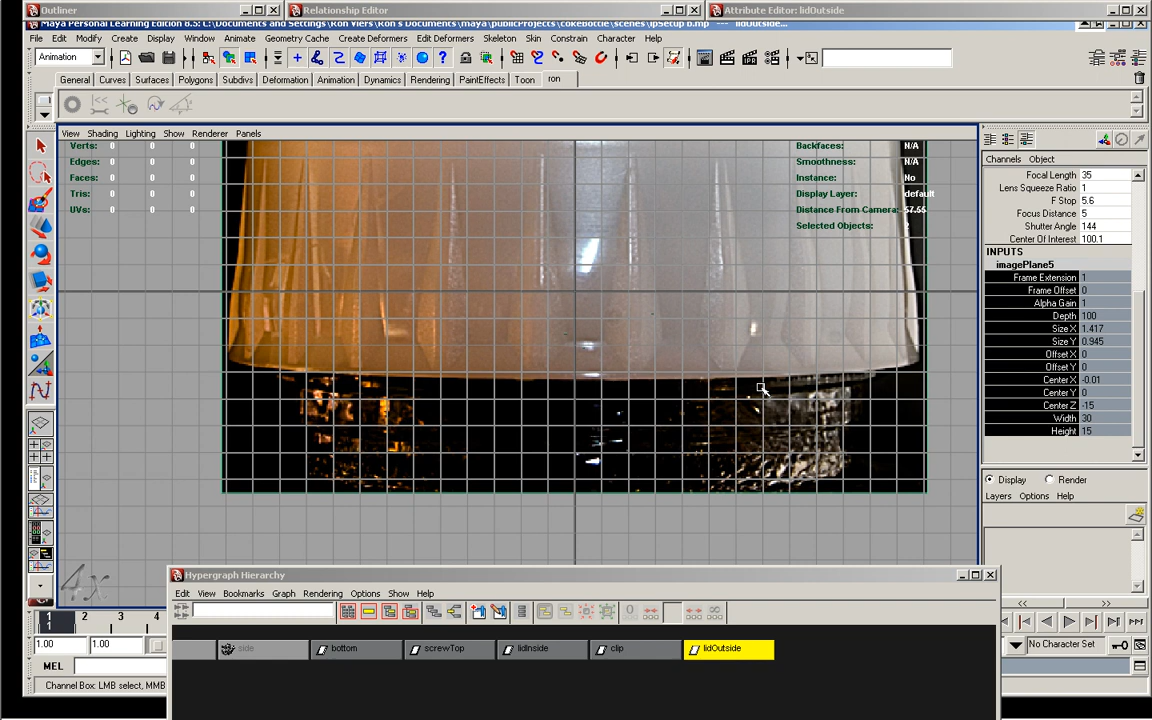 Outliner
Relationship Editor
Attribute Editor: lidOutside
Maya Personal Learning Edition 8.5: C:\Documents and Settings\Ron Viers\Ron's Documents\maya\publicProjects\cokeBottle\scenes\ipSetup B.mp --- lidOutside...
File Edit Modify Create Display Window Animate Geometry Cache Create Deformers Edit Deformers Skeleton Skin Constrain Character Help
Animation
IPR
General Curves Surfaces Polygons Subdivs Deformation Animation Dynamics Rendering PaintEffects Toon ron
View Shading Lighting Show Renderer Panels
Verts: 0 0 0
Edges: 0 0 0
Faces: 0 0 0
Tris: 0 0 0
UVs: 0 0 0
Backfaces: N/A
Smoothness: N/A
Instance: No
Display Layer: default
Distance From Camera: 57.55
Selected Objects:
Channels Object
Focal Length 35
Lens Squeeze Ratio 1
F Stop 5.6
Focus Distance 5
Shutter Angle 144
Center Of Interest 100.1
INPUTS
imagePlane5
Frame Extension 1
Frame Offset 0
Alpha Gain 1
Depth 100
Size X 1.417
Size Y 0.945
Offset X 0
Offset Y 0
Center X -0.01
Center Y 0
Center Z -15
Width 30
Height 15
Display Render
Layers Options Help
4x
Hypergraph Hierarchy
Edit View Bookmarks Graph Rendering Options Show Help
side bottom screwTop lidInside clip lidOutside
1 2 3 4
1
1.00 1.00
No Character Set
MEL
Channel Box: LMB select, MMB